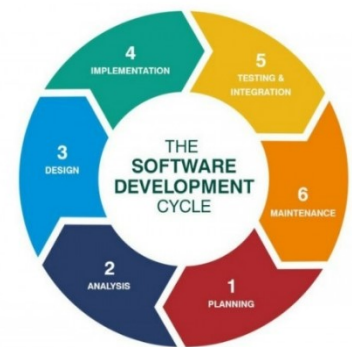 THE
SOFTWARE
DEVELOPMENT
CYCLE
1
PLANNING
2
ANALYSIS
3
DESIGN
4
IMPLEMENTATION
5
TESTING &
INTEGRATION
6
MAINTENANCE